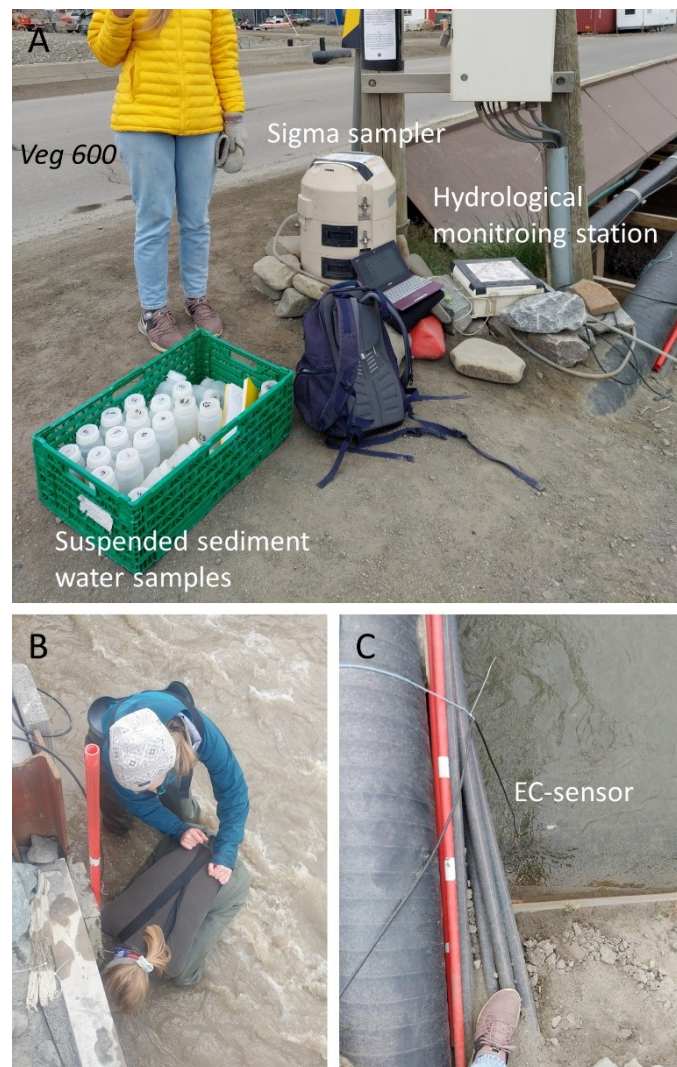 A
Veg 600
Sigma sampler
Hydrological
monitroing station
Suspended sediment
water samples
B
C
EC-sensor